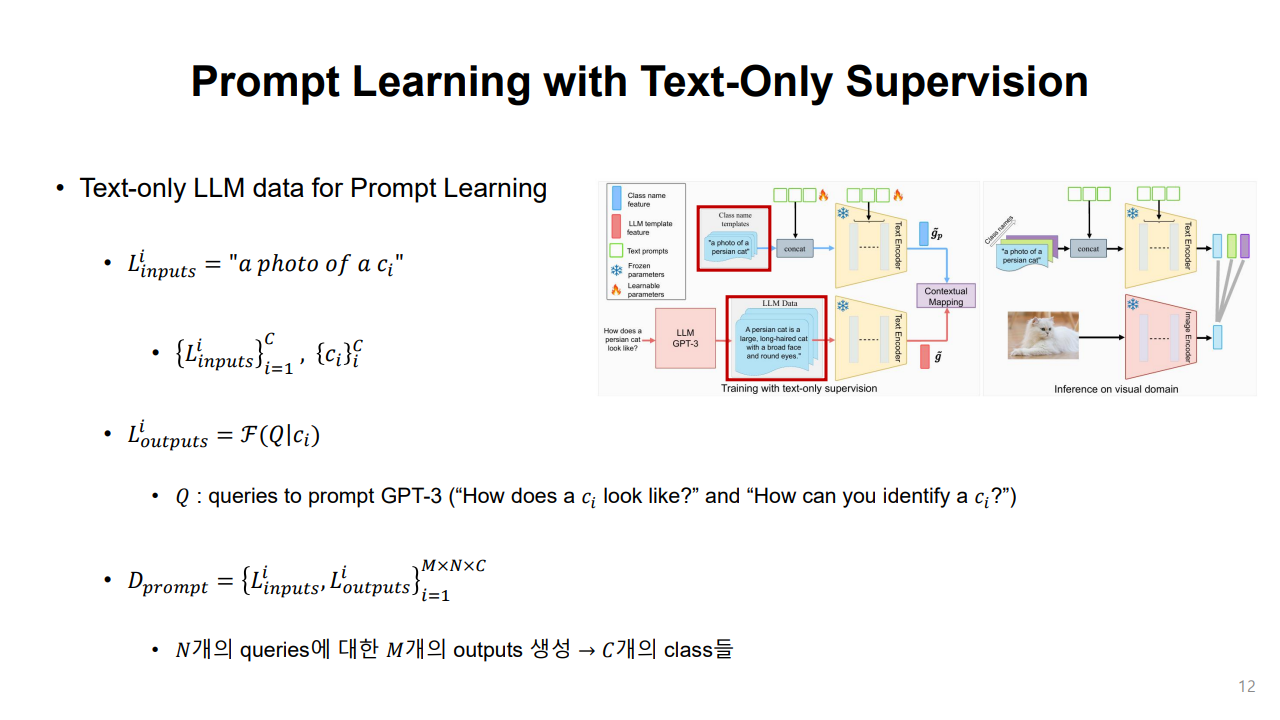 Prompt Learning with Text-Only Supervision
• Text-only LLM data for Prompt Learning
• L^i_{inputs} = "a photo of a c_i"
• {L^i_{inputs}}^C_{i=1} , {c_i}^C_i
• L^i_{outputs} = ℱ(Q|c_i)
• Q : queries to prompt GPT-3 (“How does a c_i look like?” and “How can you identify a c_i?”)
• D_{prompt} = {L^i_{inputs}, L^i_{outputs}}^{M×N×C}_{i=1}
• N개의 queries에 대한 M개의 outputs 생성 → C개의 class들
Class name
feature
LLM template
feature
Text prompts
Frozen
parameters
Learnable
parameters
Class name
templates
"a photo of a
persian cat"
concat
Text Encoder
g̃_p
Contextual
Mapping
How does a
persian cat
look like?
LLM
GPT-3
LLM Data
A persian cat is a
large, long-haired cat
with a broad face
and round eyes."
Text Encoder
g̃
Training with text-only supervision
Class names
"a photo of a
persian cat"
concat
Text Encoder
Image Encoder
Inference on visual domain
12